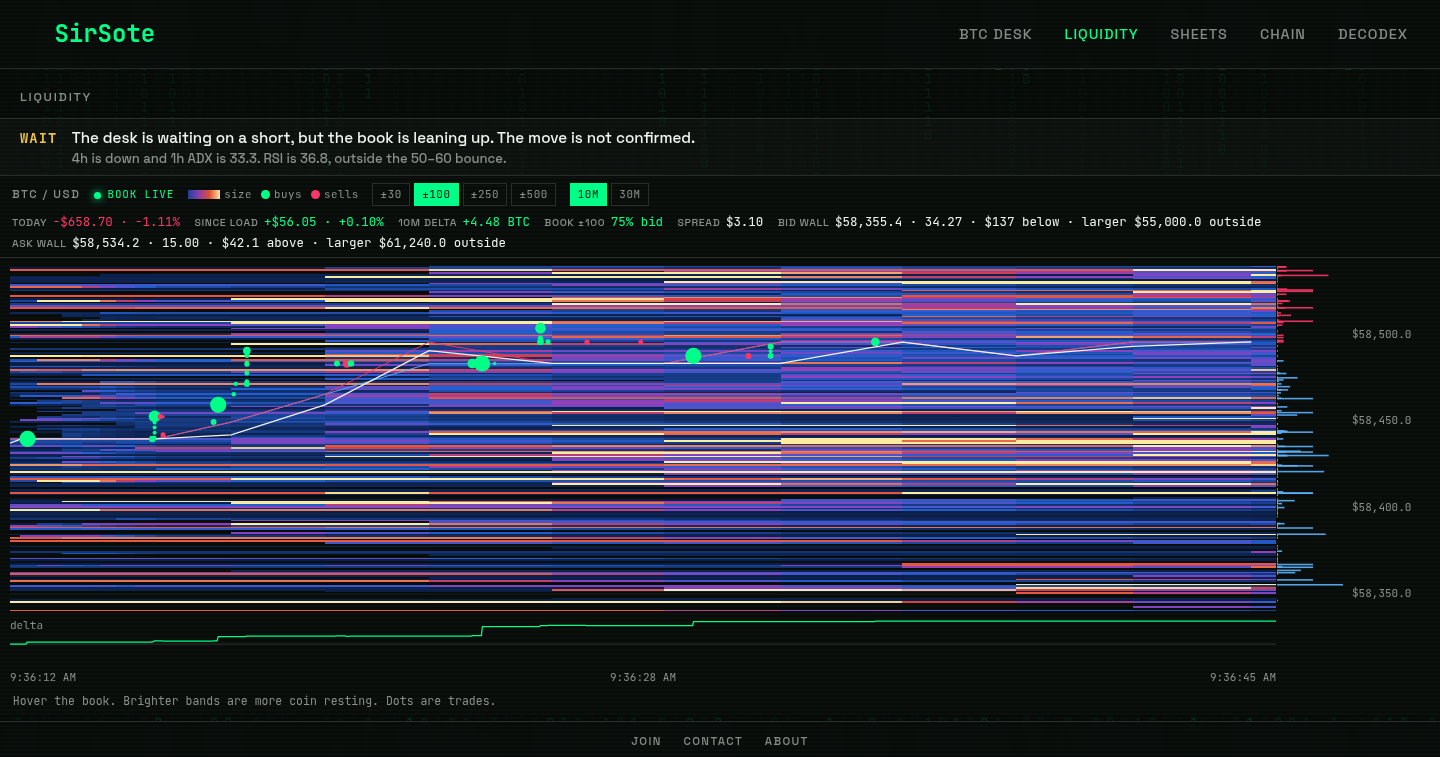 SirSote
BTC DESK LIQUIDITY SHEETS CHAIN DECODEX
LIQUIDITY
WAIT The desk is waiting on a short, but the book is leaning up. The move is not confirmed.
4h is down and 1h ADX is 33.3. RSI is 36.8, outside the 50–60 bounce.
BTC / USD BOOK LIVE size buys sells ±30 ±100 ±250 ±500 10M 30M
TODAY -$658.70 · -1.11% SINCE LOAD +$56.05 · +0.10% 10M DELTA +4.48 BTC BOOK ±100 75% bid SPREAD $3.10 BID WALL $58,355.4 · 34.27 · $137 below · larger $55,000.0 outside
ASK WALL $58,534.2 · 15.00 · $42.1 above · larger $61,240.0 outside
$58,500.0
$58,450.0
$58,400.0
$58,350.0
delta
9:36:12 AM 9:36:28 AM 9:36:45 AM
Hover the book. Brighter bands are more coin resting. Dots are trades.
JOIN CONTACT ABOUT